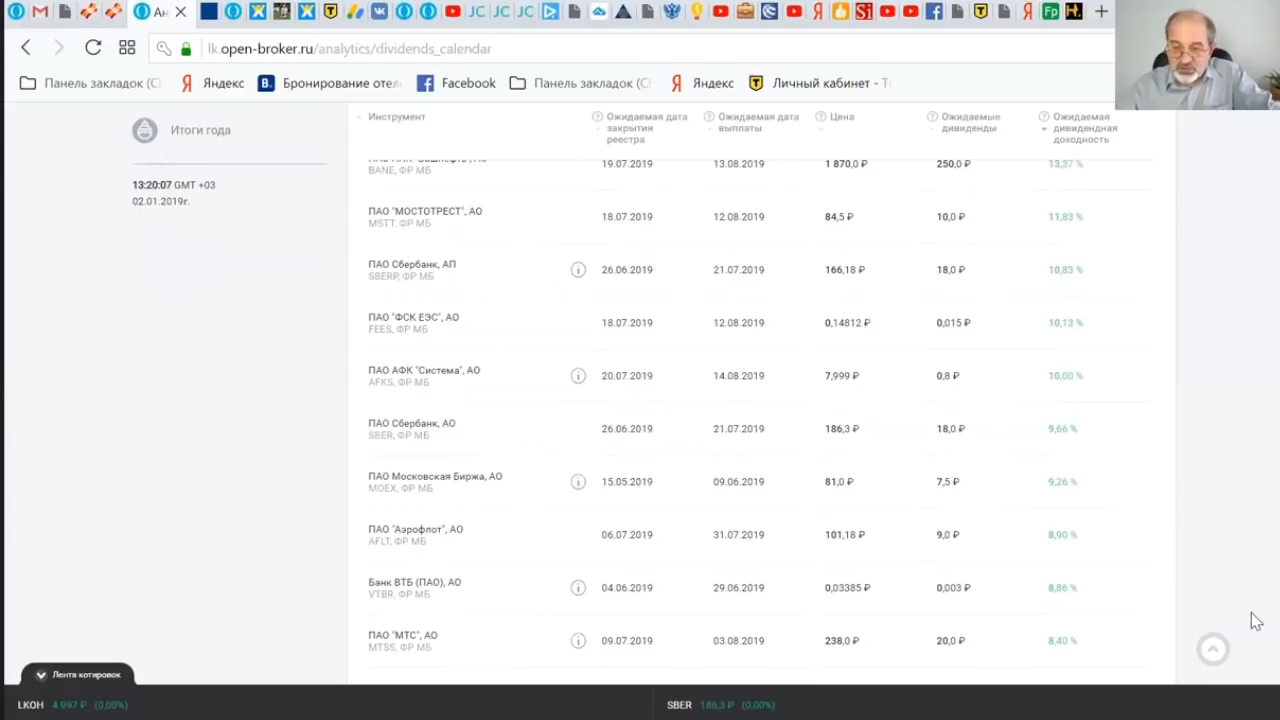 Ан
JC
JC
JC
Я
Si
Я
Fp
H.
lk.open-broker.ru/analytics/dividends_calendar
Панель закладок (С
Яндекс
B.
Бронирование отел
Facebook
Панель закладок (С
Яндекс
Личный кабинет - Т
Итоги года
13:20:07 GMT +03
02.01.2019г.
Инструмент
Ожидаемая дата закрытия реестра
Ожидаемая дата выплаты
Цена
Ожидаемые дивиденды
Ожидаемая дивидендная доходность
BANE, ФР МБ
19.07.2019
13.08.2019
1 870,0 ₽
250,0 ₽
13,37 %
ПАО "МОСТОТРЕСТ", АО
MSTT, ФР МБ
18.07.2019
12.08.2019
84,5 ₽
10,0 ₽
11,83 %
ПАО Сбербанк, АП
SBERP, ФР МБ
26.06.2019
21.07.2019
166,18 ₽
18,0 ₽
10,83 %
ПАО "ФСК ЕЭС", АО
FEES, ФР МБ
18.07.2019
12.08.2019
0,14812 ₽
0,015 ₽
10,13 %
ПАО АФК "Система", АО
AFKS, ФР МБ
20.07.2019
14.08.2019
7,999 ₽
0,8 ₽
10,00 %
ПАО Сбербанк, АО
SBER, ФР МБ
26.06.2019
21.07.2019
186,3 ₽
18,0 ₽
9,66 %
ПАО Московская Биржа, АО
MOEX, ФР МБ
15.05.2019
09.06.2019
81,0 ₽
7,5 ₽
9,26 %
ПАО "Аэрофлот", АО
AFLT, ФР МБ
06.07.2019
31.07.2019
101,18 ₽
9,0 ₽
8,90 %
Банк ВТБ (ПАО), АО
VTBR, ФР МБ
04.06.2019
29.06.2019
0,03385 ₽
0,003 ₽
8,86 %
ПАО "МТС", АО
MTSS, ФР МБ
09.07.2019
03.08.2019
238,0 ₽
20,0 ₽
8,40 %
Лента котировок
LKOH 4 997 ₽ (0,00%)
SBER 186,3 ₽ (0,00%)